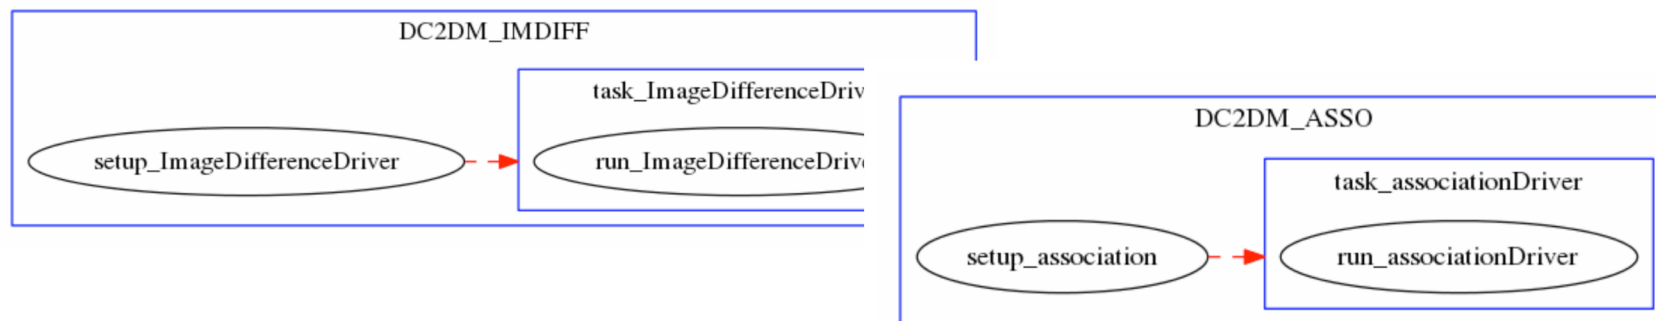 DC2DM_IMDIFF
task_ImageDifferenceDriv
setup_ImageDifferenceDriver
run_ImageDifferenceDriv
DC2DM_ASSO
task_associationDriver
setup_association
run_associationDriver